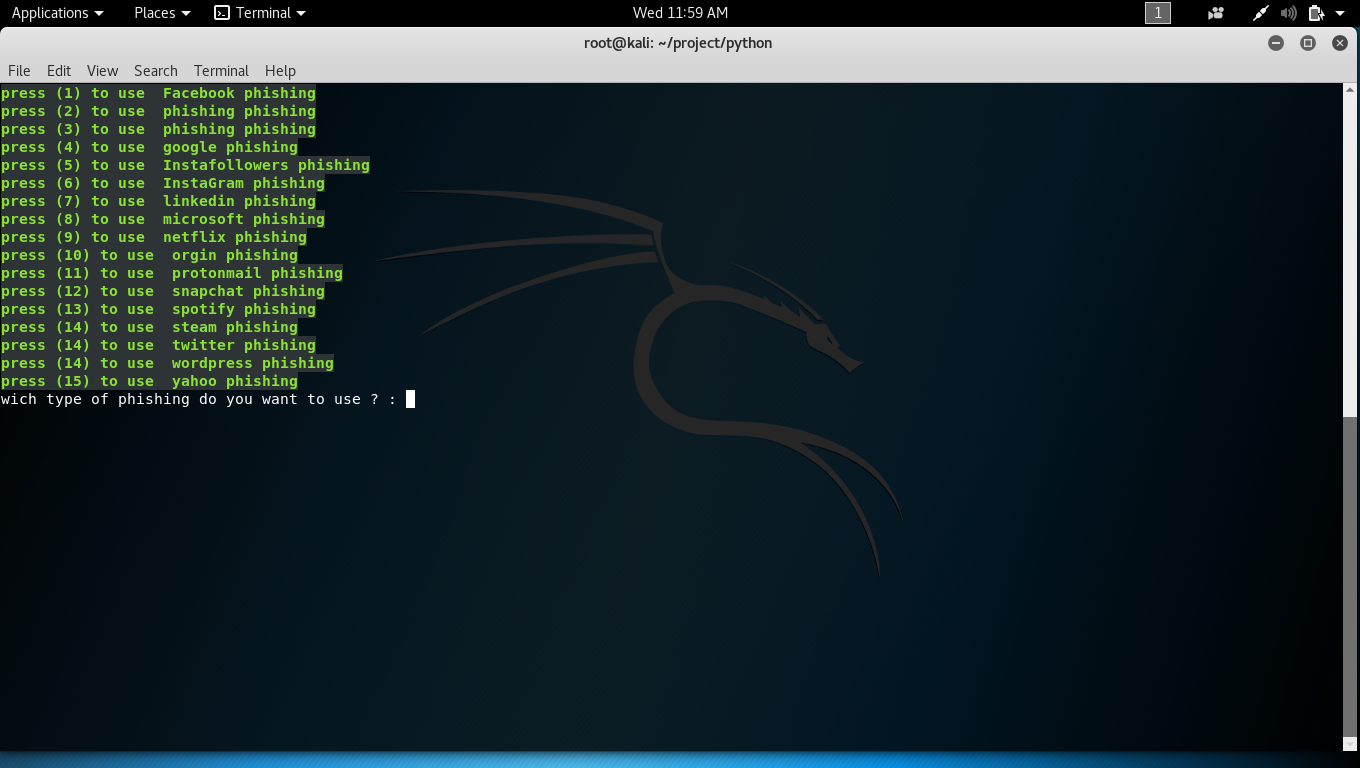 Applications Places Terminal Wed 11:59 AM 1
root@kali: ~/project/python
File Edit View Search Terminal Help
press (1) to use  Facebook phishing
press (2) to use  phishing phishing
press (3) to use  phishing phishing
press (4) to use  google phishing
press (5) to use  Instafollowers phishing
press (6) to use  InstaGram phishing
press (7) to use  linkedin phishing
press (8) to use  microsoft phishing
press (9) to use  netflix phishing
press (10) to use  orgin phishing
press (11) to use  protonmail phishing
press (12) to use  snapchat phishing
press (13) to use  spotify phishing
press (14) to use  steam phishing
press (14) to use  twitter phishing
press (14) to use  wordpress phishing
press (15) to use  yahoo phishing
wich type of phishing do you want to use ? :